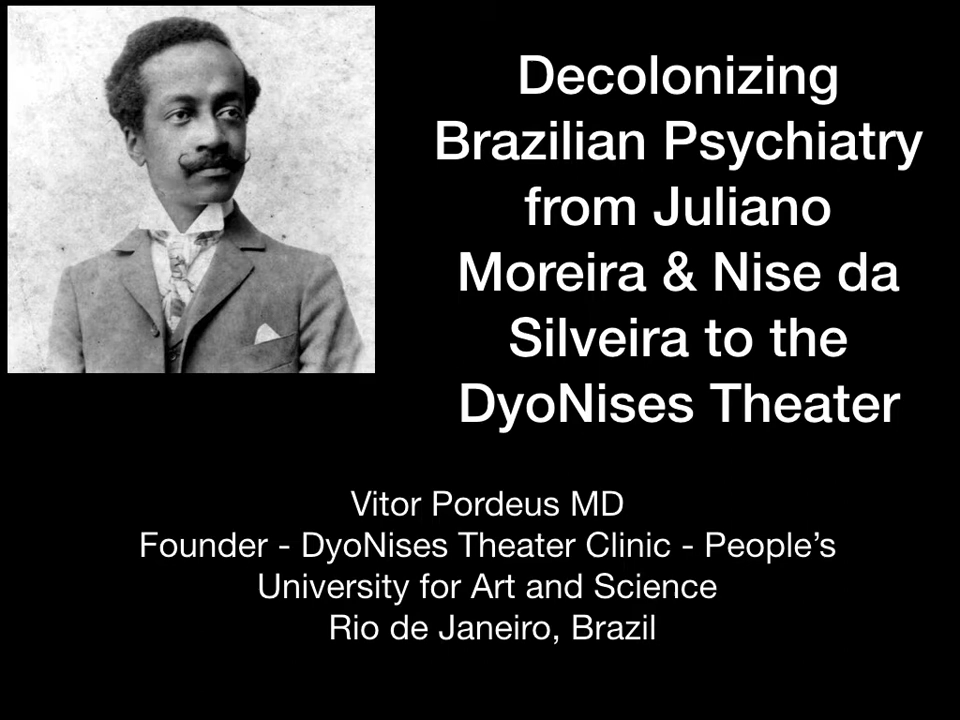 Decolonizing
Brazilian Psychiatry
from Juliano
Moreira & Nise da
Silveira to the
DyoNises Theater
Vitor Pordeus MD
Founder - DyoNises Theater Clinic - People’s
University for Art and Science
Rio de Janeiro, Brazil